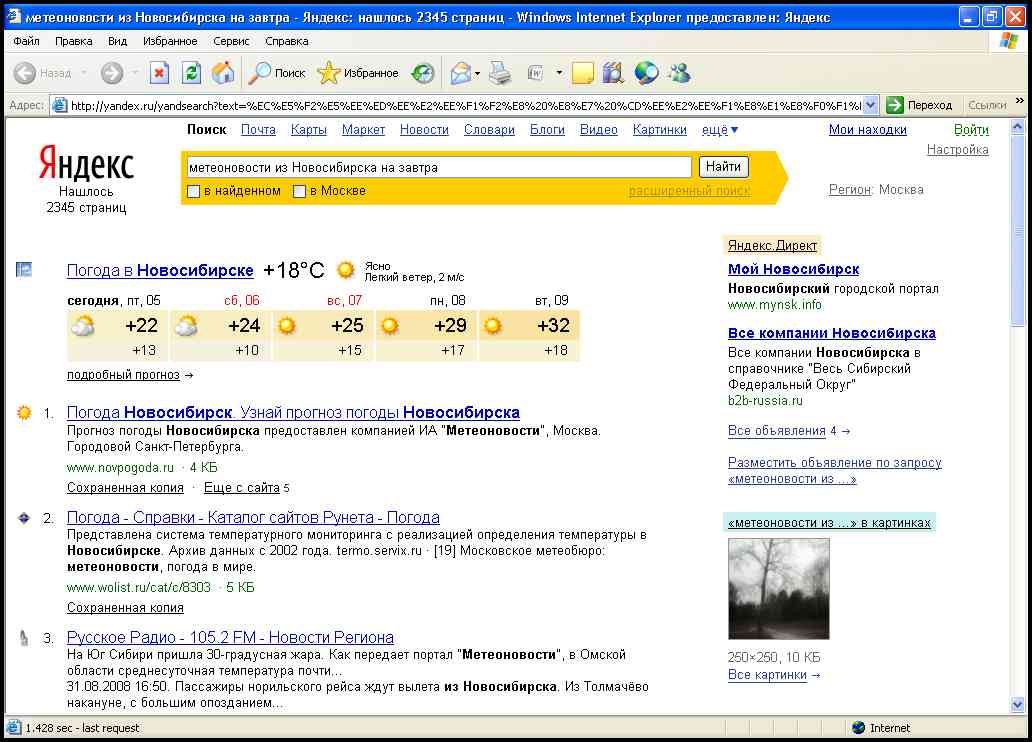 метеоновости из Новосибирска на завтра - Яндекс: нашлось 2345 страниц - Windows Internet Explorer предоставлен: Яндекс
Файл Правка Вид Избранное Сервис Справка
Назад Поиск Избранное
Адрес: http://yandex.ru/yandsearch?text=%EC%E5%F2%E5%EE%ED%EE%E2%EE%F1%F2%E8%20%E8%E7%20%CD%EE%E2%EE%F1%E8%E1%E8%F0%F1%l Переход Ссылки »
Поиск Почта Карты Маркет Новости Словари Блоги Видео Картинки ещё ▼ Мои находки Войти
Настройка
Яндекс
метеоновости из Новосибирска на завтра Найти
Нашлось
2345 страниц
в найденном в Москве расширенный поиск
Регион: Москва
Погода в Новосибирске +18°C Ясно
Легкий ветер, 2 м/с
сегодня, пт, 05 сб, 06 вс, 07 пн, 08 вт, 09
+22 +24 +25 +29 +32
+13 +10 +15 +17 +18
подробный прогноз →
1. Погода Новосибирск. Узнай прогноз погоды Новосибирска
Прогноз погоды Новосибирска предоставлен компанией ИА "Метеоновости", Москва.
Городовой Санкт-Петербурга.
www.novpogoda.ru · 4 КБ
Сохраненная копия · Еще с сайта 5
2. Погода - Справки - Каталог сайтов Рунета - Погода
Представлена система температурного мониторинга с реализацией определения температуры в
Новосибирске. Архив данных с 2002 года. termo.servix.ru · [19] Московское метеобюро:
метеоновости, погода в мире.
www.wolist.ru/cat/c/8303 · 5 КБ
Сохраненная копия
3. Русское Радио - 105.2 FM - Новости Региона
На Юг Сибири пришла 30-градусная жара. Как передает портал "Метеоновости", в Омской
области среднесуточная температура почти...
31.08.2008 16:50. Пассажиры норильского рейса ждут вылета из Новосибирска. Из Толмачёво
накануне, с большим опозданием...
Яндекс.Директ
Мой Новосибирск
Новосибирский городской портал
www.mynsk.info
Все компании Новосибирска
Все компании Новосибирска в
справочнике "Весь Сибирский
Федеральный Округ"
b2b-russia.ru
Все объявления 4 →
Разместить объявление по запросу
«метеоновости из ...»
«метеоновости из ...» в картинках
250×250, 10 КБ
Все картинки →
1.428 sec - last request Internet